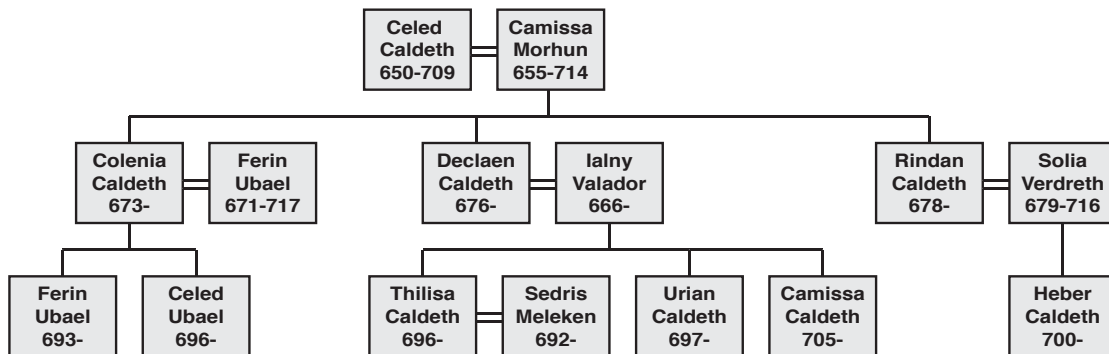 Celed
Caldeth
650-709
Camissa
Morhun
655-714
Colenia
Caldeth
673-
Ferin
Ubael
671-717
Declaen
Caldeth
676-
Ialny
Valador
666-
Rindan
Caldeth
678-
Solia
Verdreth
679-716
Ferin
Ubael
693-
Celed
Ubael
696-
Thilisa
Caldeth
696-
Sedris
Meleken
692-
Urian
Caldeth
697-
Camissa
Caldeth
705-
Heber
Caldeth
700-